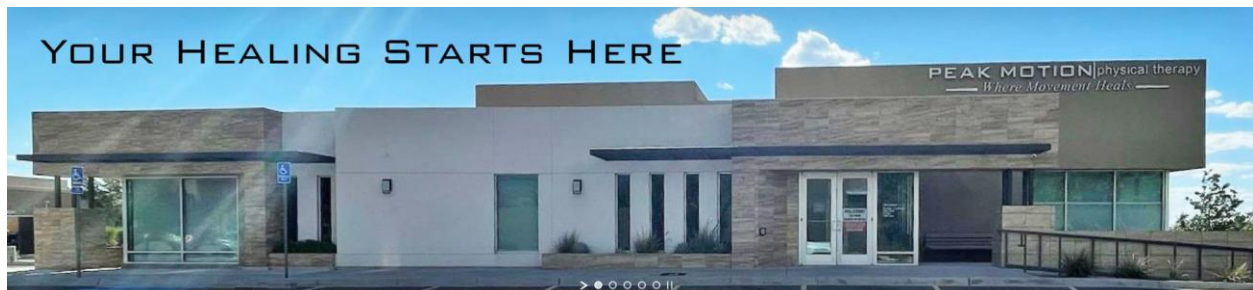 Your Healing Starts Here
PEAK MOTION|physical therapy
Where Movement Heals